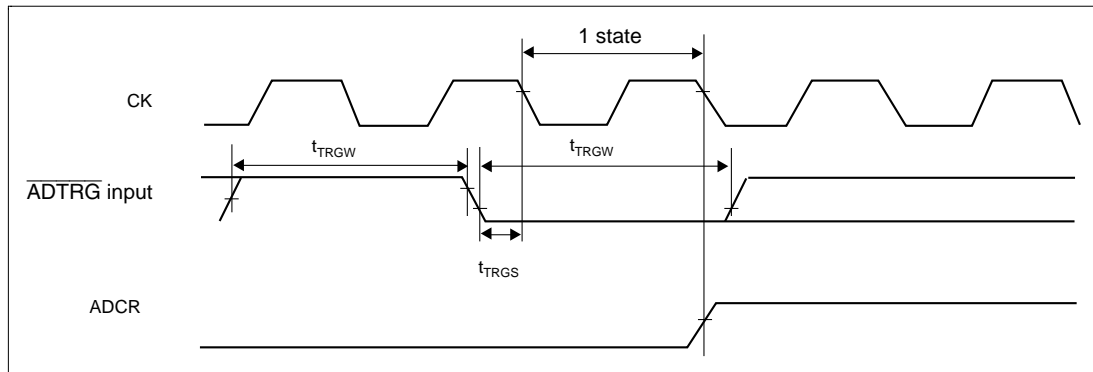 1 state
CK
tTRGW
tTRGW
ADTRG input
tTRGS
ADCR